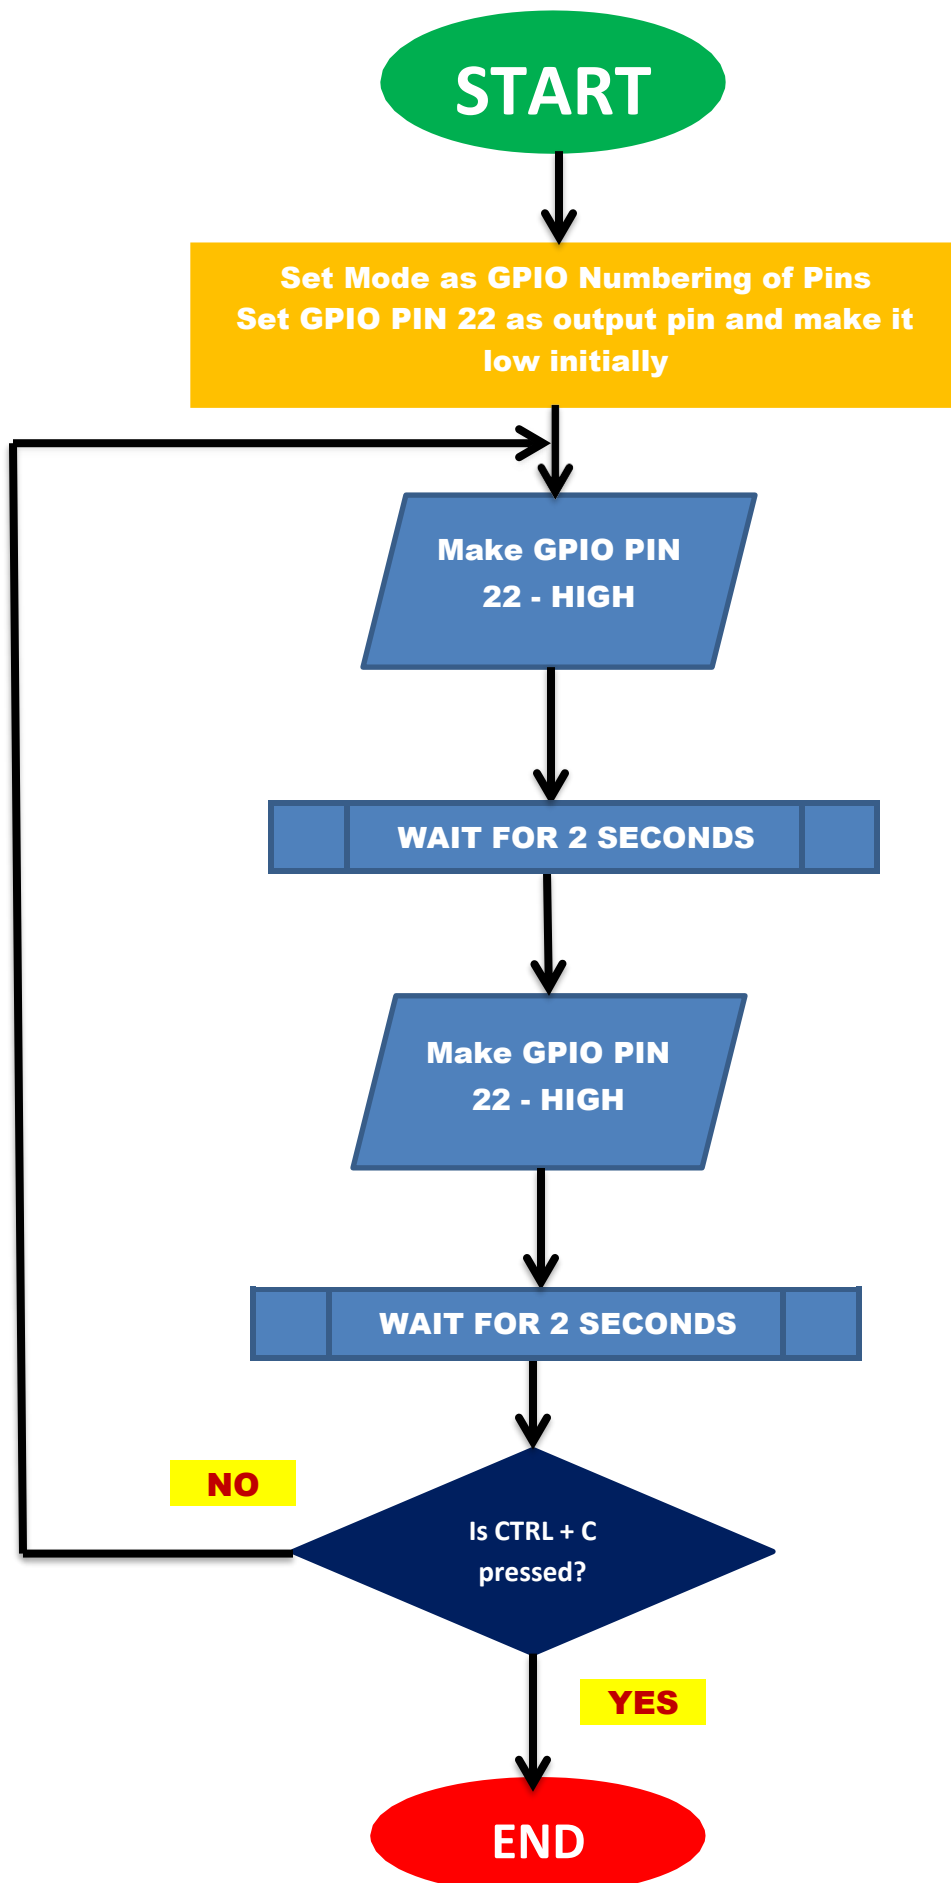 START
Set Mode as GPIO Numbering of Pins
Set GPIO PIN 22 as output pin and make it
low initially
Make GPIO PIN
22 - HIGH
WAIT FOR 2 SECONDS
Make GPIO PIN
22 - HIGH
WAIT FOR 2 SECONDS
NO
Is CTRL + C
pressed?
YES
END